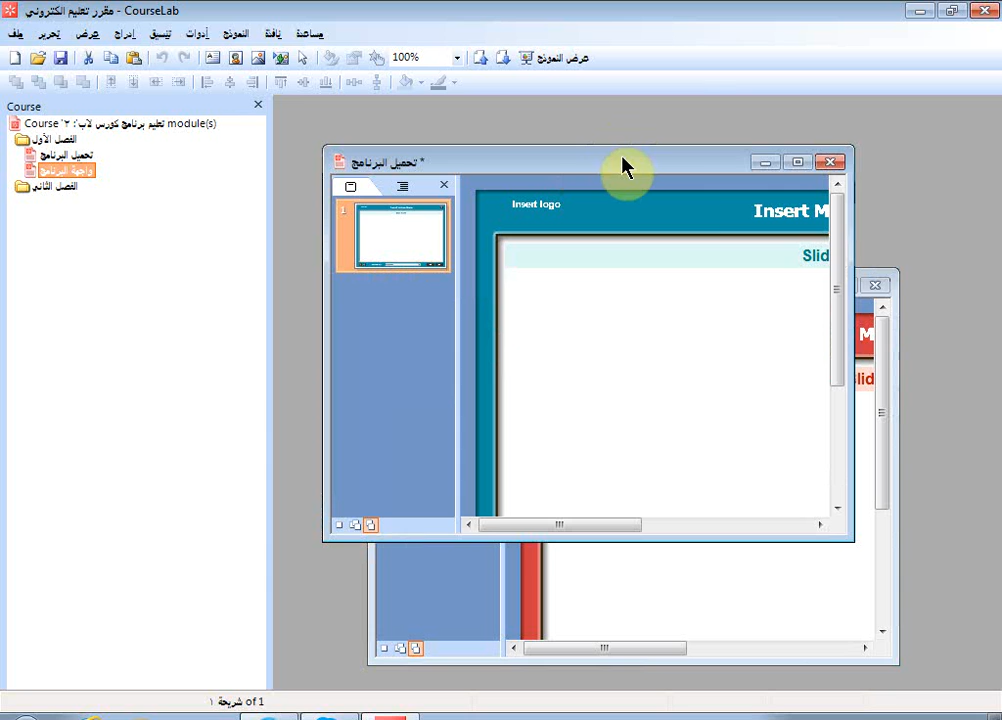 مقرر تعليم الكتروني - CourseLab
ملف تحرير عرض إدراج تنسيق أدوات النموذج نافذة مساعدة
100% عرض النموذج
Course
Course 'تعليم برنامج كورس لاب': ٢ module(s)
الفصل الأول
تحميل البرنامج
واجهة البرنامج
الفصل الثاني
تحميل البرنامج *
1
Insert logo
Insert M
Slid
M
Slid
شريحة ١ of 1